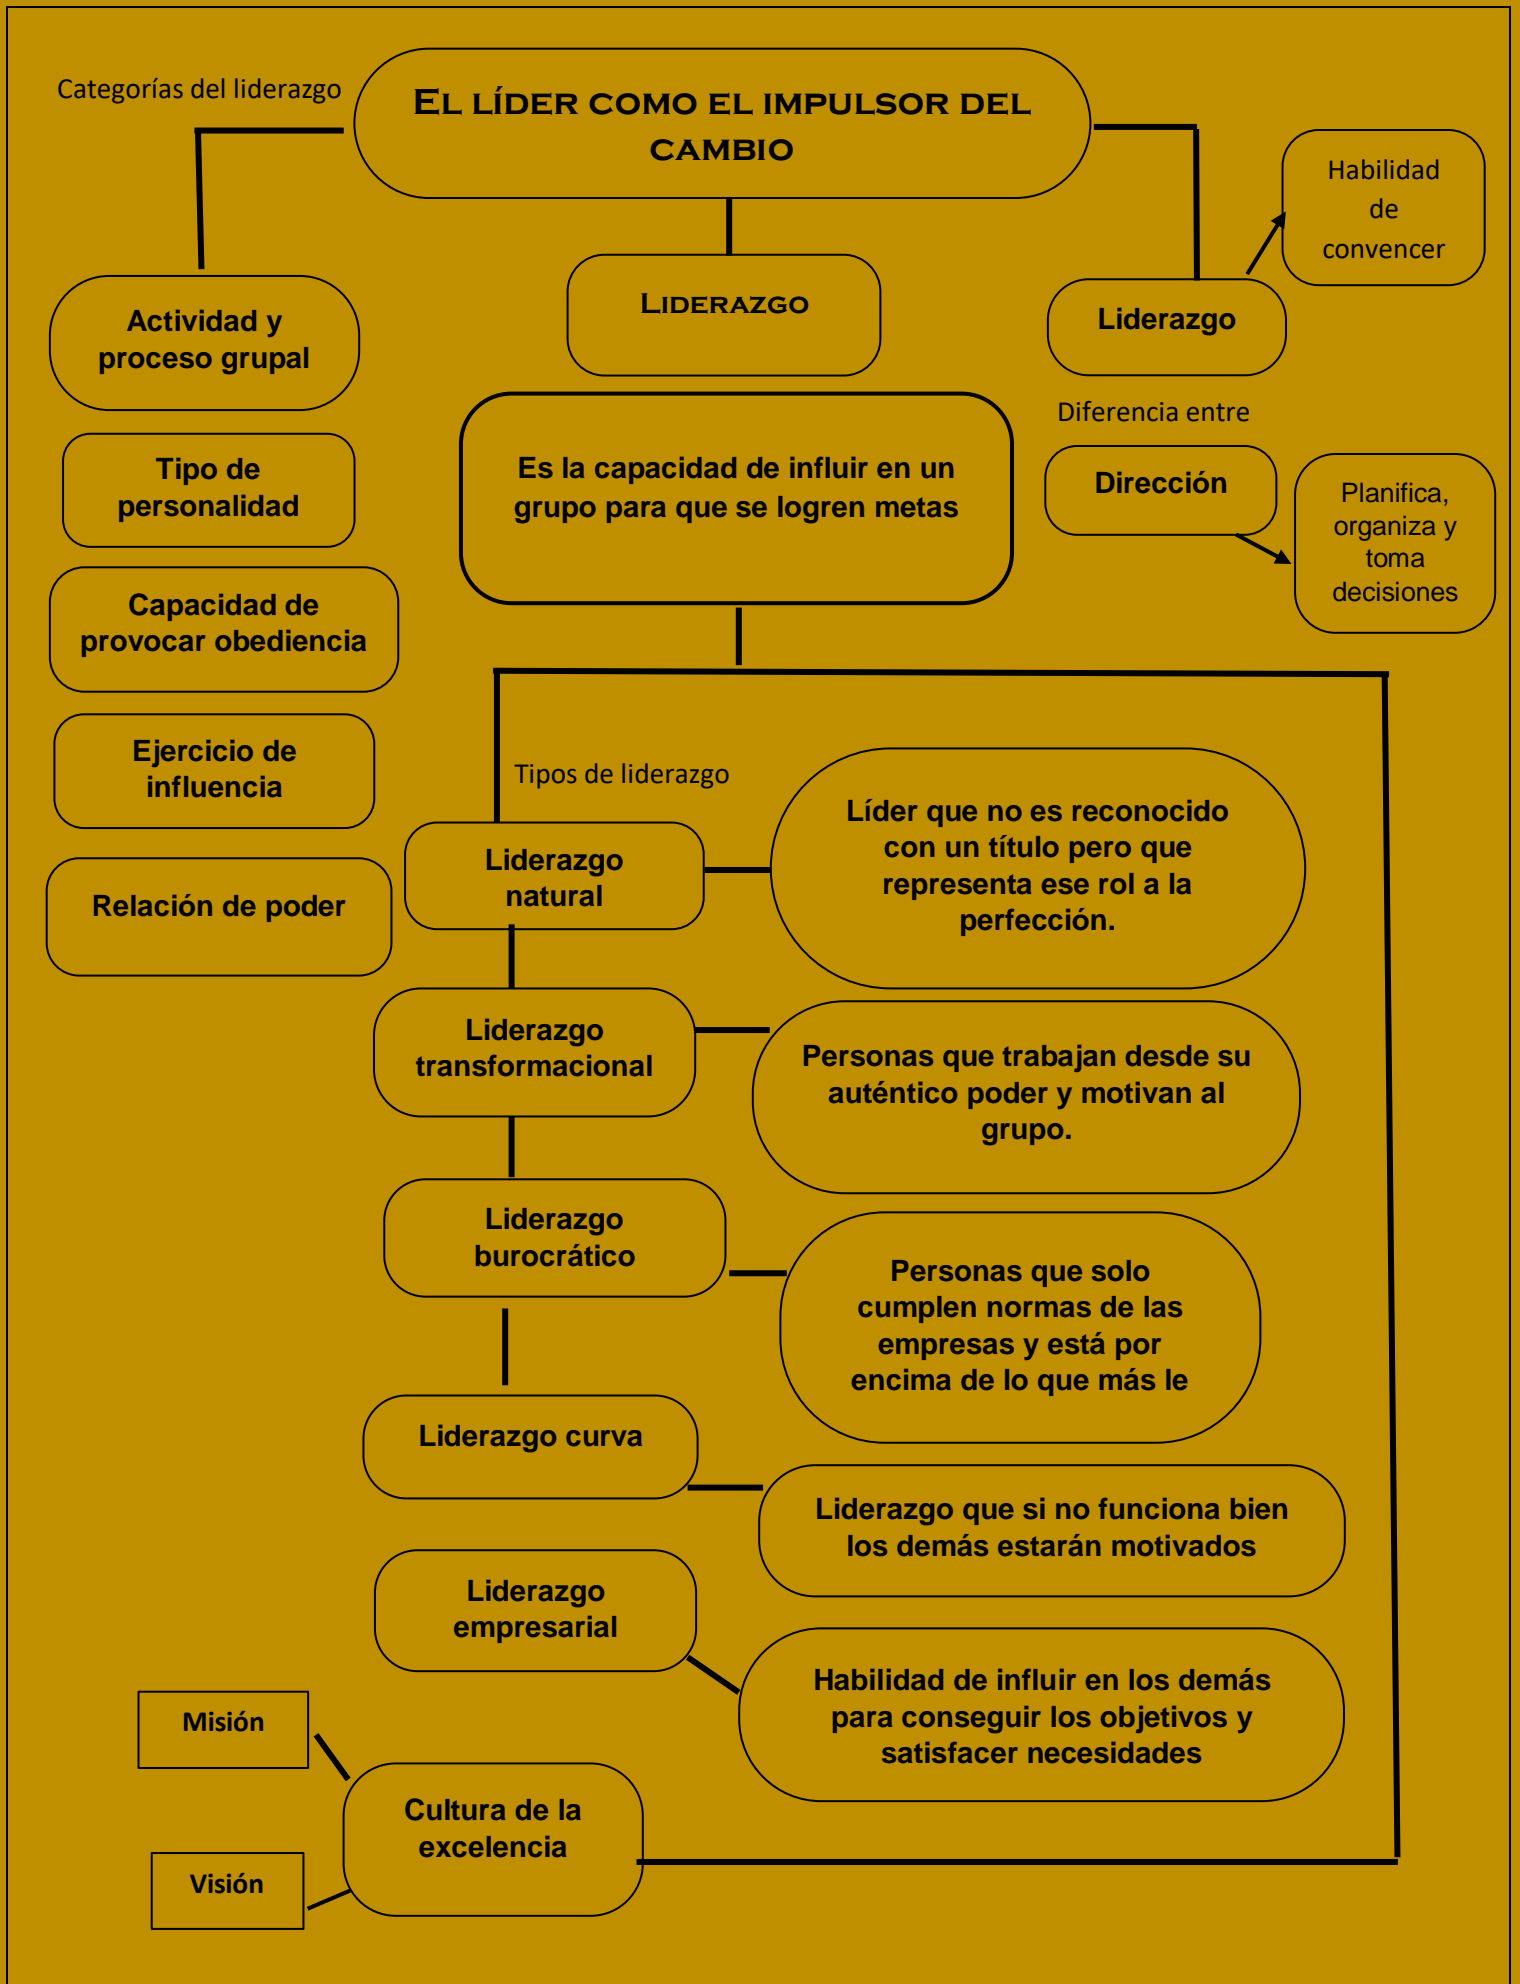 Categorías del liderazgo
EL LÍDER COMO EL IMPULSOR DEL
CAMBIO
Habilidad
de
convencer
LIDERAZGO
Liderazgo
Actividad y
proceso grupal
Diferencia entre
Tipo de
personalidad
Es la capacidad de influir en un
grupo para que se logren metas
Dirección
Planifica,
organiza y
toma
decisiones
Capacidad de
provocar obediencia
Ejercicio de
influencia
Relación de poder
Tipos de liderazgo
Liderazgo
natural
Líder que no es reconocido
con un título pero que
representa ese rol a la
perfección.
Liderazgo
transformacional
Personas que trabajan desde su
auténtico poder y motivan al
grupo.
Liderazgo
burocrático
Personas que solo
cumplen normas de las
empresas y está por
encima de lo que más le
Liderazgo curva
Liderazgo que si no funciona bien
los demás estarán motivados
Liderazgo
empresarial
Habilidad de influir en los demás
para conseguir los objetivos y
satisfacer necesidades
Misión
Cultura de la
excelencia
Visión